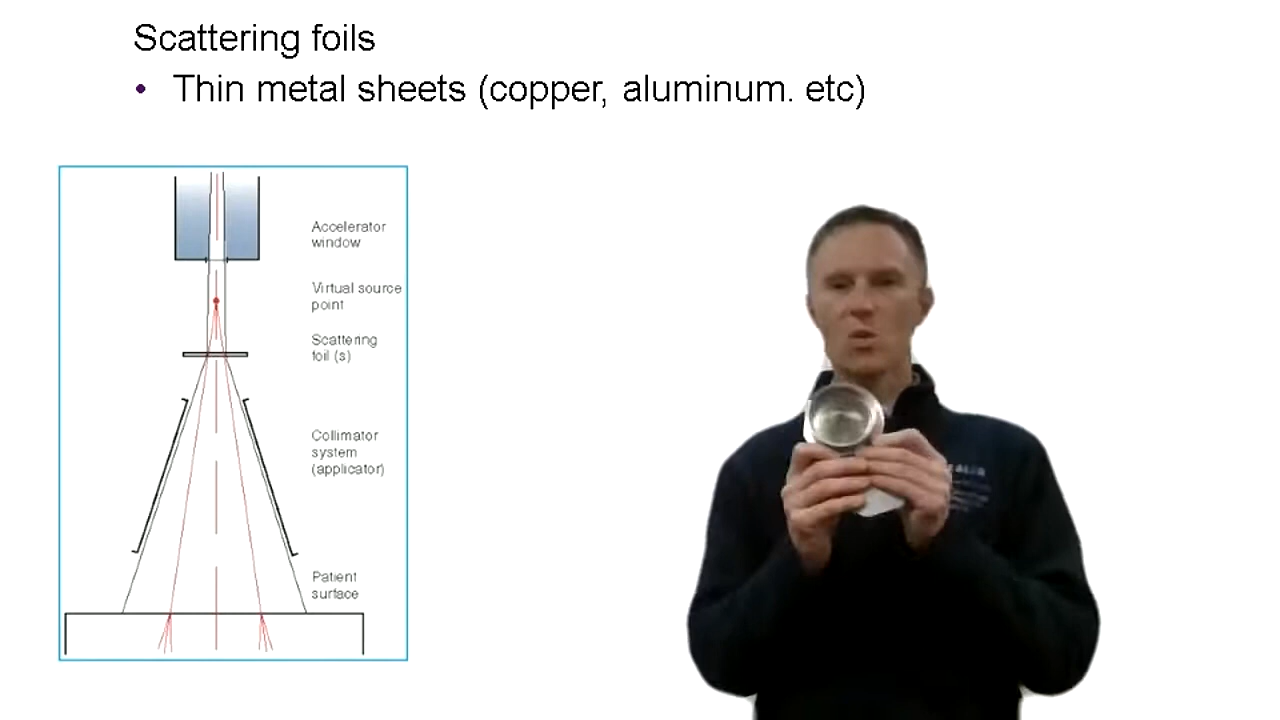 Scattering foils
• Thin metal sheets (copper, aluminum. etc)
Accelerator
window
Virtual source
point
Scattering
foil (s)
Collimator
system
(applicator)
Patient
surface